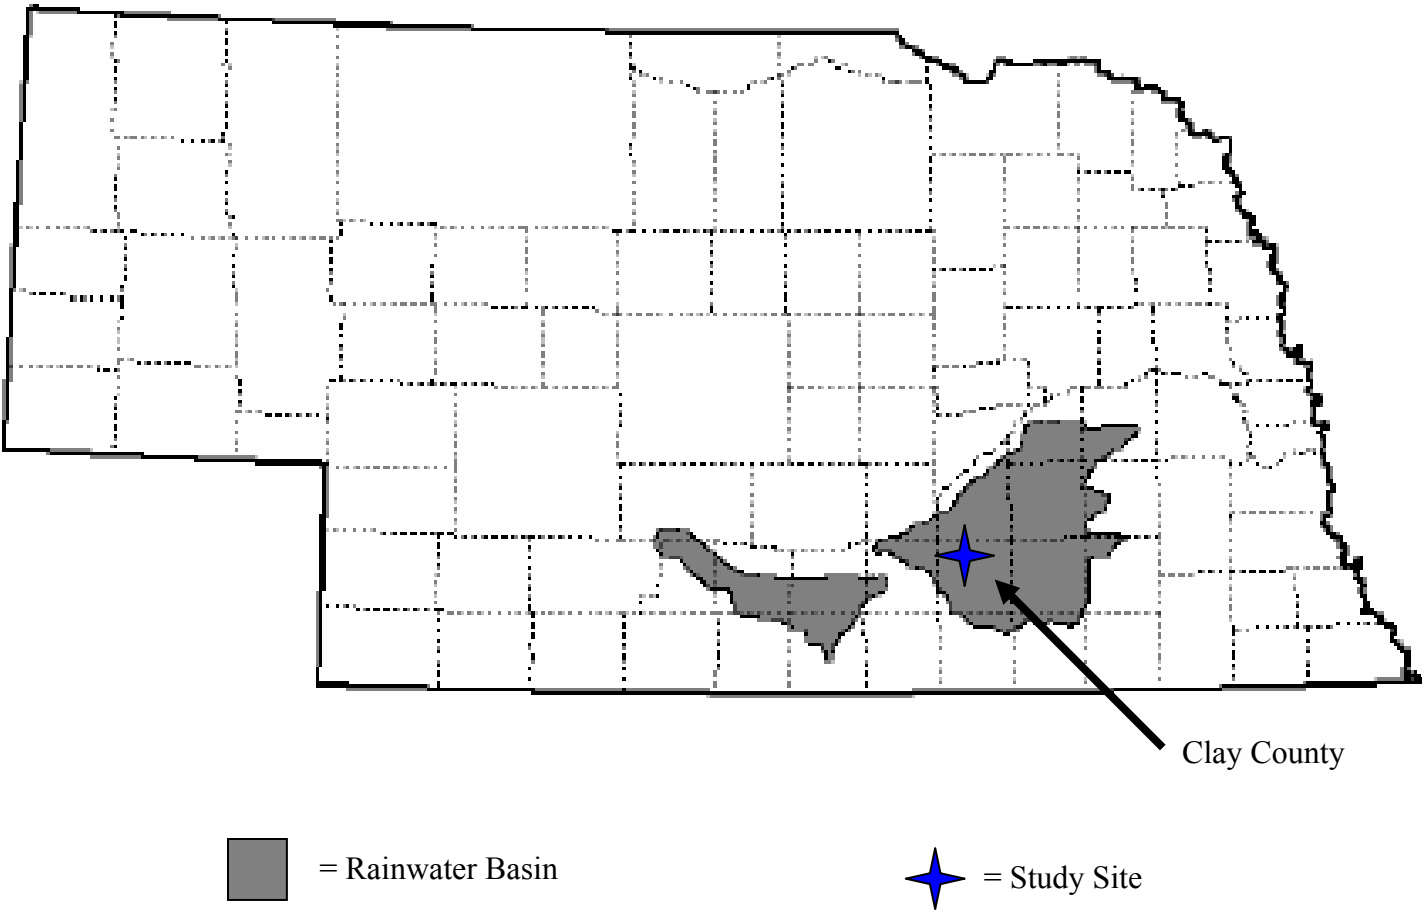 Clay County
= Rainwater Basin
= Study Site